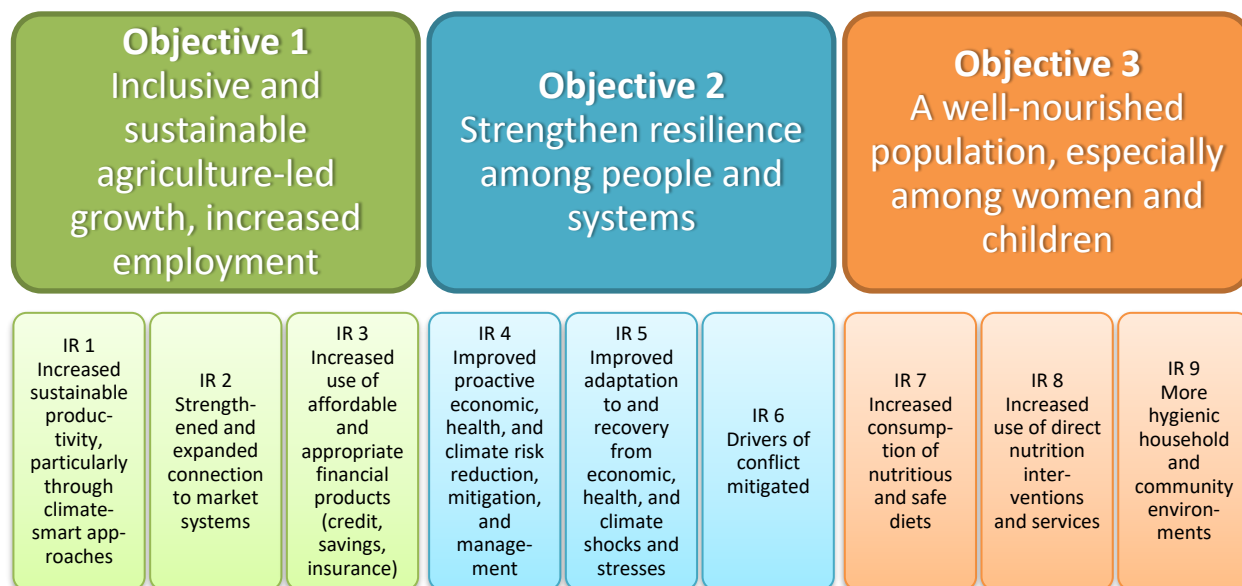 Objective 1
Inclusive and
sustainable
agriculture-led
growth, increased
employment
Objective 2
Strengthen resilience
among people and
systems
Objective 3
A well-nourished
population, especially
among women and
children
IR 1
Increased
sustainable
produc-
tivity,
particularly
through
climate-
smart app-
roaches
IR 2
Strength-
ened and
expanded
connection
to market
systems
IR 3
Increased
use of
affordable
and
appropriate
financial
products
(credit,
savings,
insurance)
IR 4
Improved
proactive
economic,
health, and
climate risk
reduction,
mitigation,
and
manage-
ment
IR 5
Improved
adaptation
to and
recovery
from
economic,
health, and
climate
shocks and
stresses
IR 6
Drivers of
conflict
mitigated
IR 7
Increased
consump-
tion of
nutritious
and safe
diets
IR 8
Increased
use of direct
nutrition
inter-
ventions
and services
IR 9
More
hygienic
household
and
community
environ-
ments